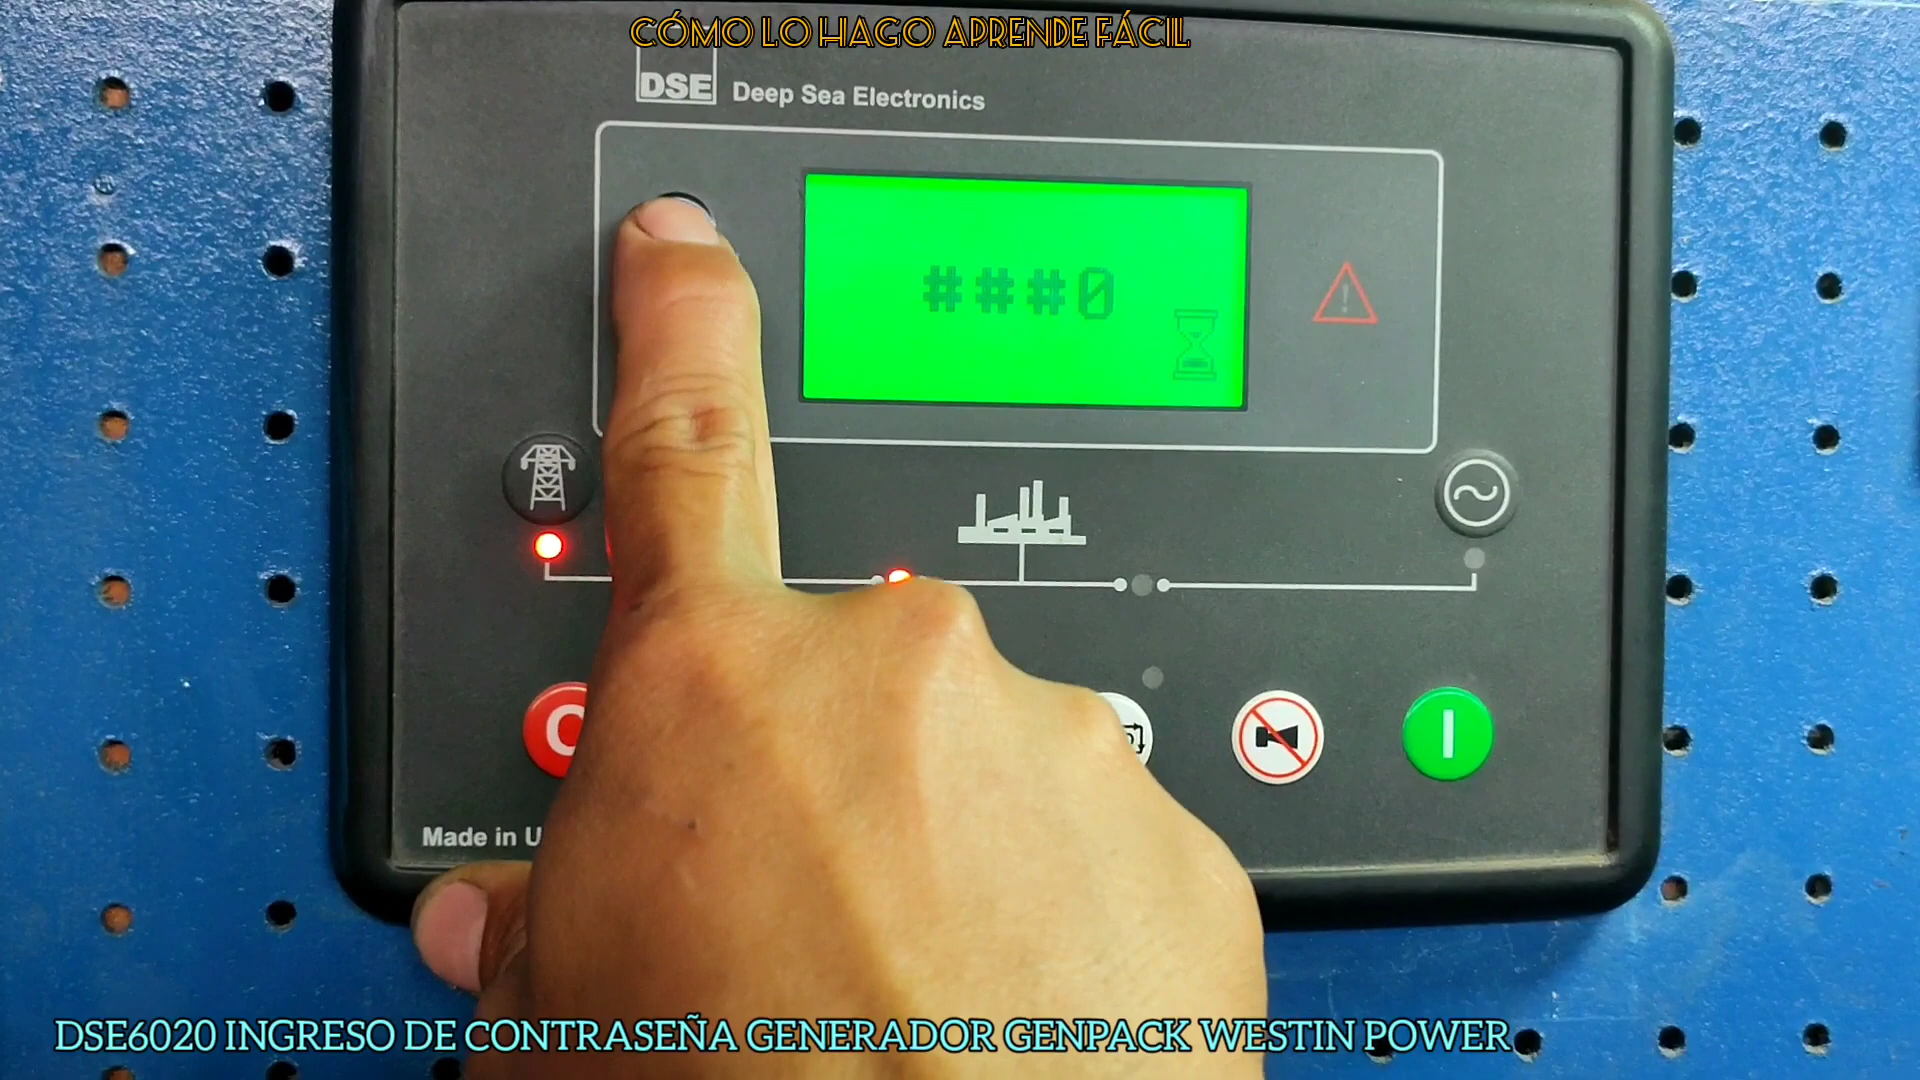 CÓMO LO HAGO APRENDE FÁCIL
DSE Deep Sea Electronics
###0
Made in
DSE6020 INGRESO DE CONTRASEÑA GENERADOR GENPACK WESTIN POWER